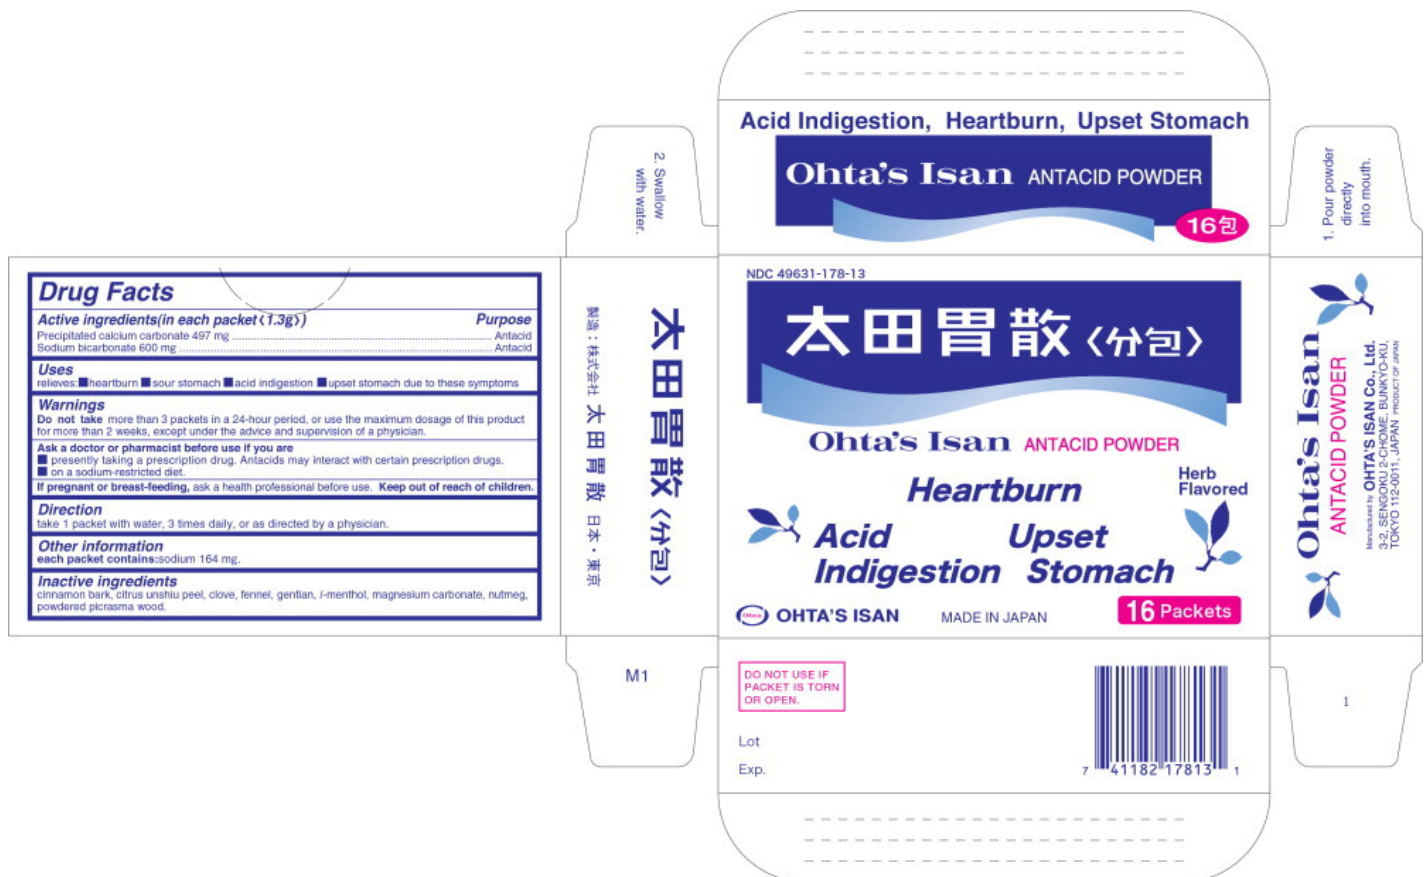 Acid Indigestion, Heartburn, Upset Stomach
Ohta's Isan ANTACID POWDER
16包
2. Swallow
with water.
1. Pour powder
directly
into mouth.
Drug Facts
Active ingredients(in each packet〈1.3g〉) Purpose
Precipitated calcium carbonate 497 mg ........ Antacid
Sodium bicarbonate 600 mg ........ Antacid
Uses
relieves:■heartburn ■sour stomach ■acid indigestion ■upset stomach due to these symptoms
Warnings
Do not take more than 3 packets in a 24-hour period, or use the maximum dosage of this product
for more than 2 weeks, except under the advice and supervision of a physician.
Ask a doctor or pharmacist before use if you are
■ presently taking a prescription drug. Antacids may interact with certain prescription drugs.
■ on a sodium-restricted diet.
If pregnant or breast-feeding, ask a health professional before use. Keep out of reach of children.
Direction
take 1 packet with water, 3 times daily, or as directed by a physician.
Other information
each packet contains:sodium 164 mg.
Inactive ingredients
cinnamon bark, citrus unshiu peel, clove, fennel, gentian, l-menthol, magnesium carbonate, nutmeg,
powdered picrasma wood.
太田胃散〈分包〉
製造：株式会社 太田胃散 日本・東京
NDC 49631-178-13
太田胃散〈分包〉
Ohta's Isan ANTACID POWDER
Heartburn
Herb
Flavored
Acid
Indigestion
Upset
Stomach
Ohta's OHTA'S ISAN
MADE IN JAPAN
16 Packets
Ohta's Isan
ANTACID POWDER
Manufactured by OHTA'S ISAN Co., Ltd.
3-2, SENGOKU 2-CHOME, BUNKYO-KU,
TOKYO 112-0011, JAPAN PRODUCT OF JAPAN
M1
DO NOT USE IF
PACKET IS TORN
OR OPEN.
Lot
Exp.
7 41182 17813 1
1